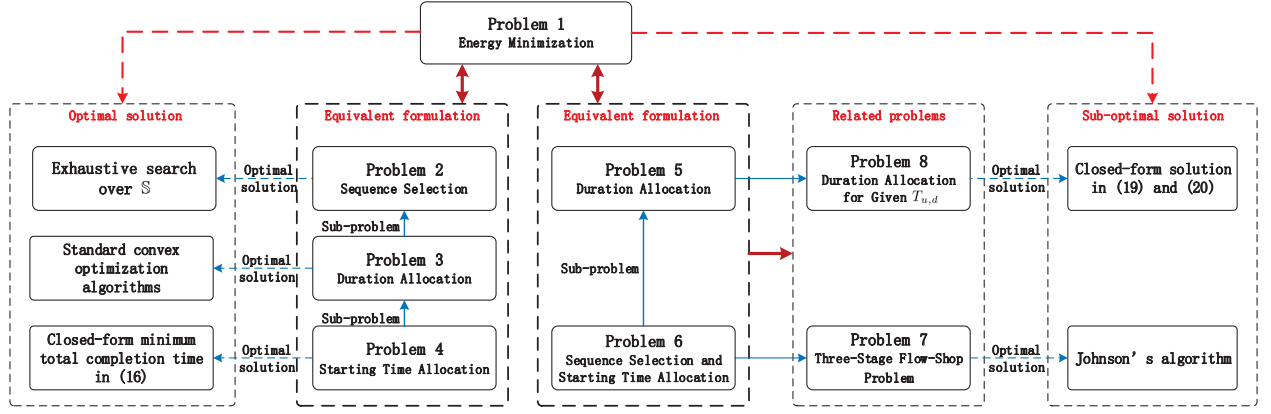 Problem 1
Energy Minimization
Optimal solution
Exhaustive search
over 𝕊
Standard convex
optimization
algorithms
Closed-form minimum
total completion time
in (16)
Optimal
solution
Optimal
solution
Optimal
solution
Equivalent formulation
Problem 2
Sequence Selection
Sub-problem
Problem 3
Duration Allocation
Sub-problem
Problem 4
Starting Time Allocation
Equivalent formulation
Problem 5
Duration Allocation
Sub-problem
Problem 6
Sequence Selection and
Starting Time Allocation
Related problems
Problem 8
Duration Allocation
for Given T_{u,d}
Problem 7
Three-Stage Flow-Shop
Problem
Optimal
solution
Optimal
solution
Sub-optimal solution
Closed-form solution
in (19) and (20)
Johnson's algorithm